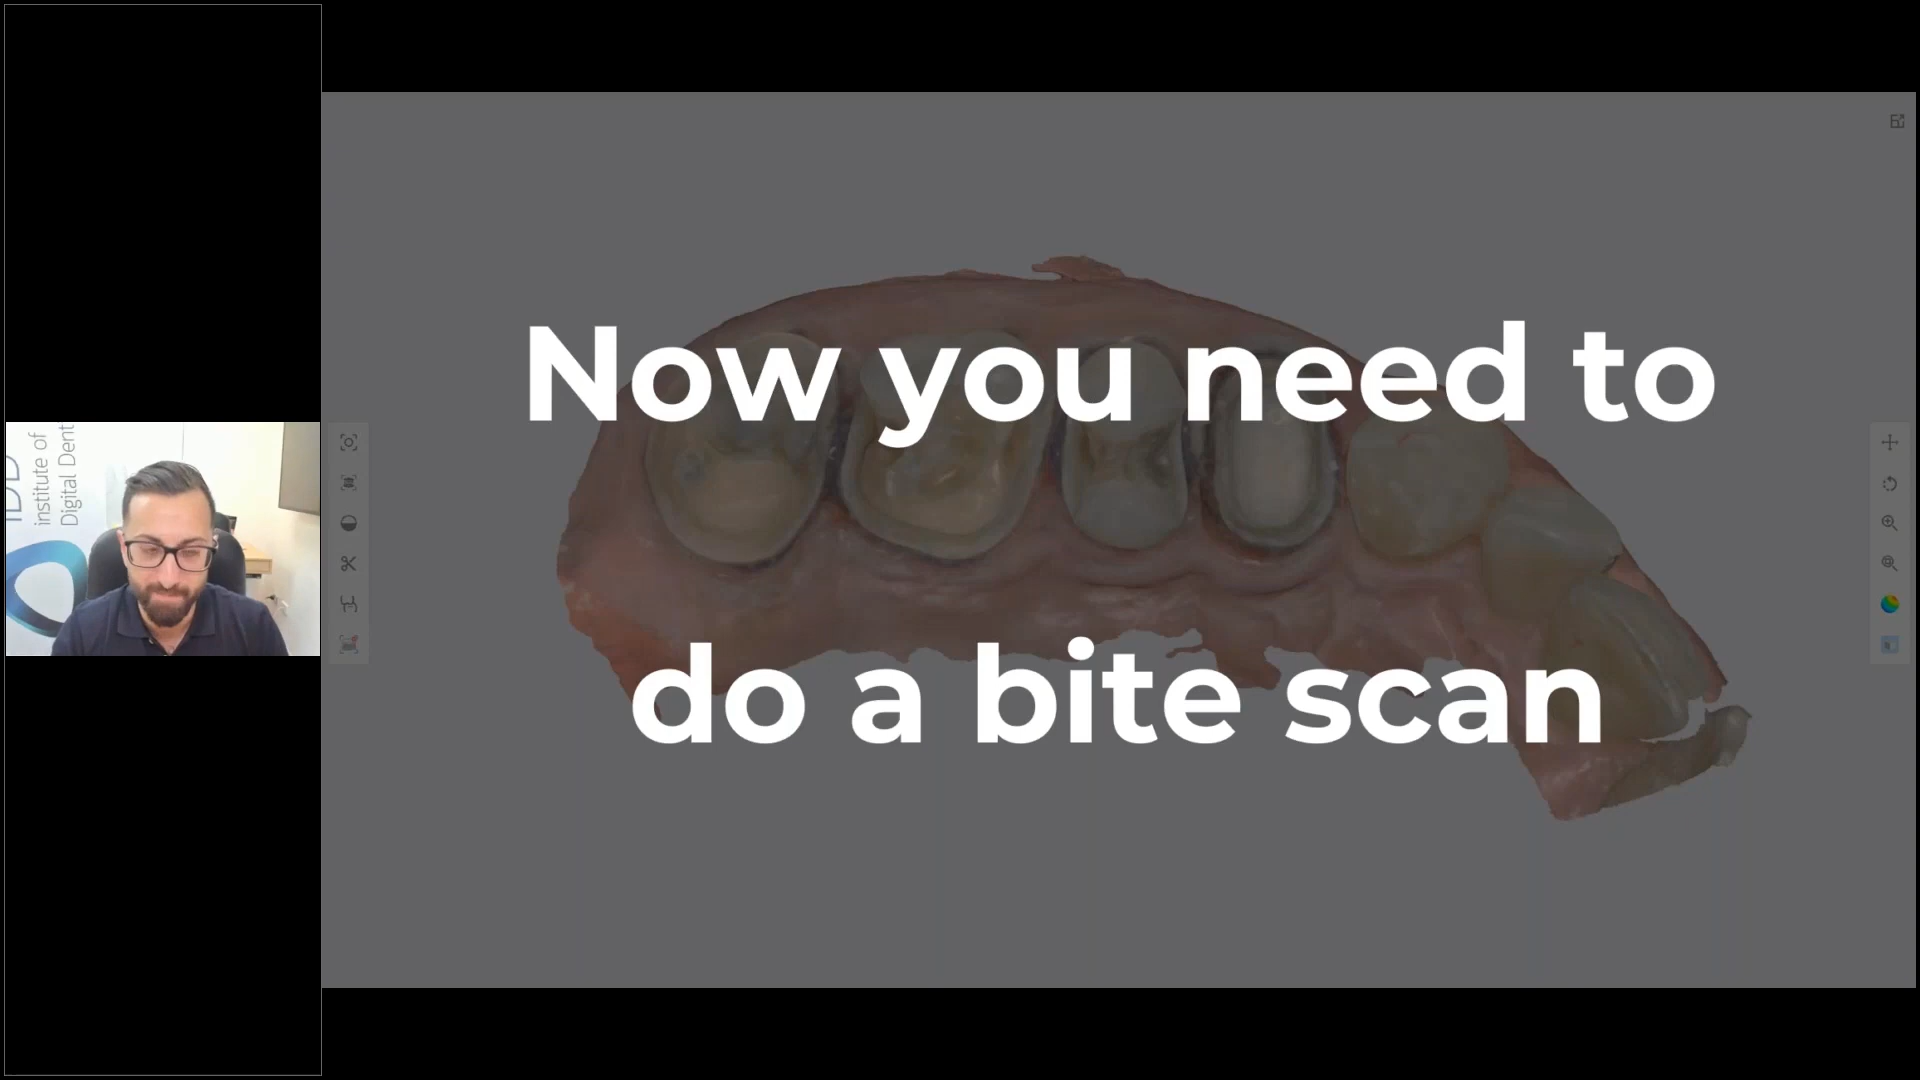 institute of
Digital Dent
Now you need to
do a bite scan